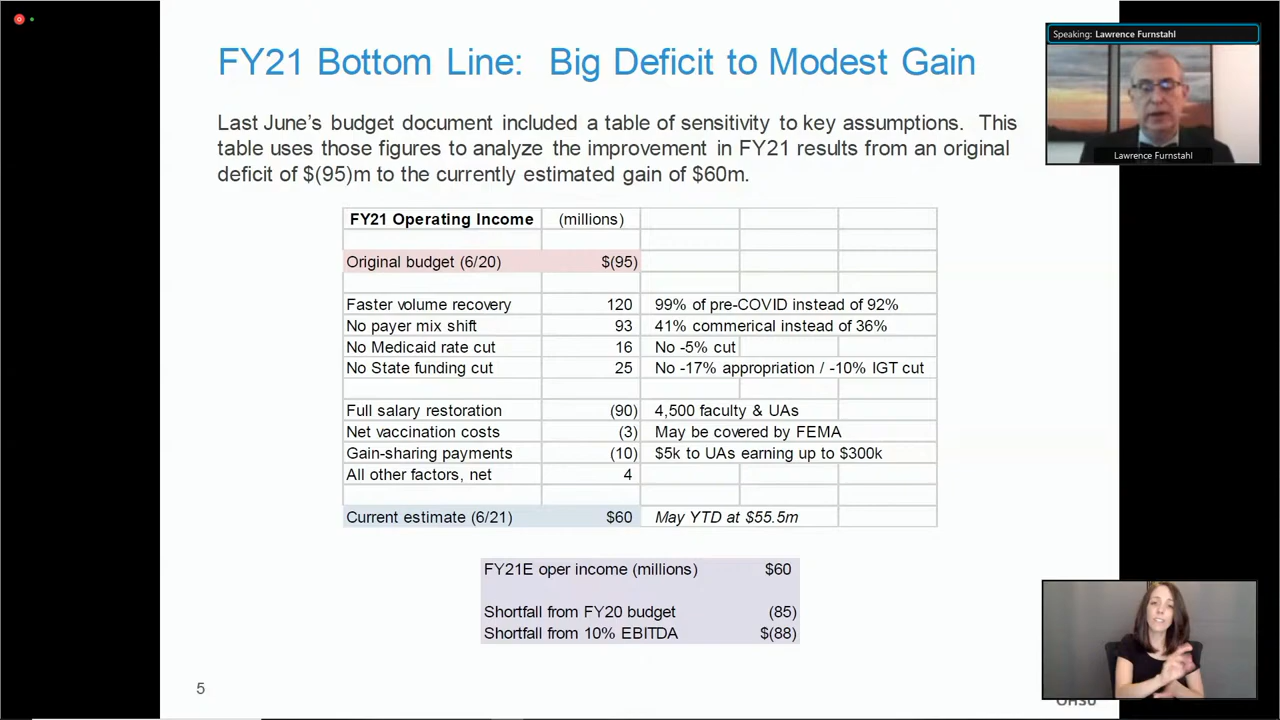 FY21 Bottom Line: Big Deficit to Modest Gain
Speaking: Lawrence Furnstahl
Lawrence Furnstahl
Last June's budget document included a table of sensitivity to key assumptions. This
table uses those figures to analyze the improvement in FY21 results from an original
deficit of $(95)m to the currently estimated gain of $60m.
FY21 Operating Income (millions)
Original budget (6/20) $(95)
Faster volume recovery 120 99% of pre-COVID instead of 92%
No payer mix shift 93 41% commerical instead of 36%
No Medicaid rate cut 16 No -5% cut
No State funding cut 25 No -17% appropriation / -10% IGT cut
Full salary restoration (90) 4,500 faculty & UAs
Net vaccination costs (3) May be covered by FEMA
Gain-sharing payments (10) $5k to UAs earning up to $300k
All other factors, net 4
Current estimate (6/21) $60 May YTD at $55.5m
FY21E oper income (millions) $60
Shortfall from FY20 budget (85)
Shortfall from 10% EBITDA $(88)
5
OHSU